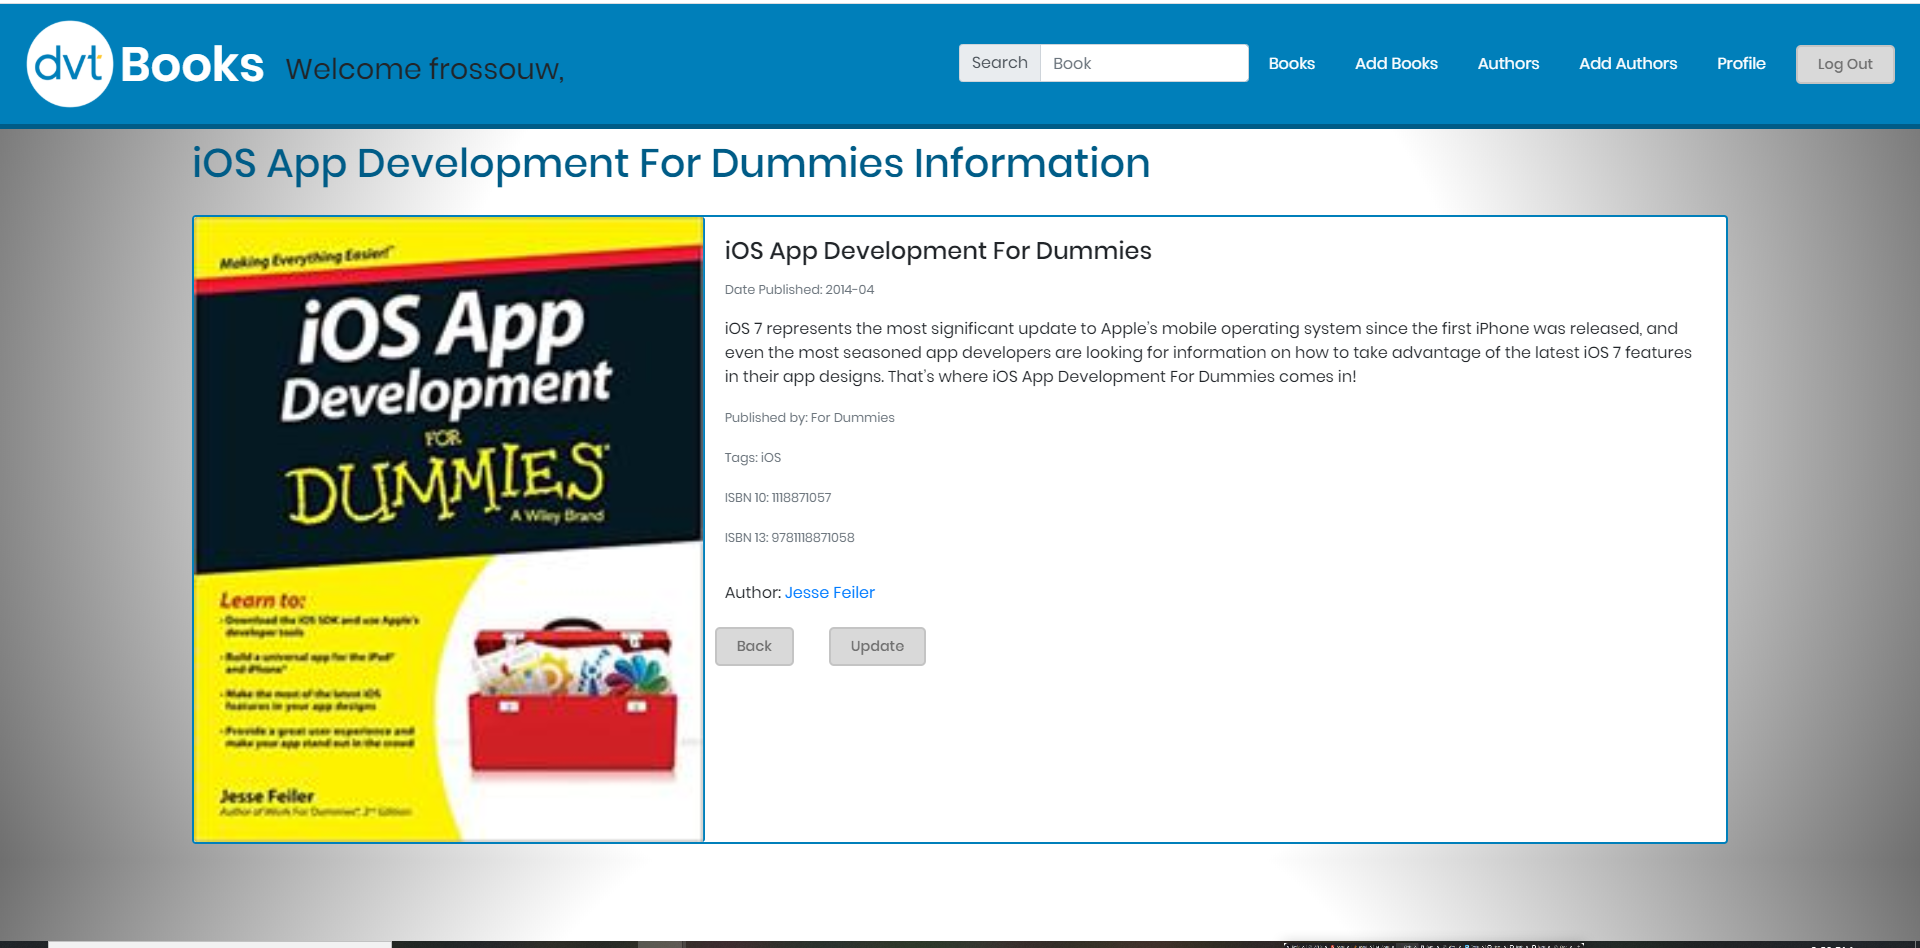 dvt Books
Welcome frossouw,
Search
Book
Books
Add Books
Authors
Add Authors
Profile
Log Out
iOS App Development For Dummies Information
Making Everything Easier!™
iOS App
Development
FOR
DUMMIES
A Wiley Brand
Learn to:
• Download the iOS SDK and use Apple's
developer tools
• Build a universal app for the iPad®
and iPhone®
• Make the most of the latest iOS
features in your app designs
• Provide a great user experience and
make your app stand out in the crowd
Jesse Feiler
Author of iWork For Dummies®, 2nd Edition
iOS App Development For Dummies
Date Published: 2014-04
iOS 7 represents the most significant update to Apple's mobile operating system since the first iPhone was released, and
even the most seasoned app developers are looking for information on how to take advantage of the latest iOS 7 features
in their app designs. That's where iOS App Development For Dummies comes in!
Published by: For Dummies
Tags: iOS
ISBN 10: 1118871057
ISBN 13: 9781118871058
Author: Jesse Feiler
Back
Update